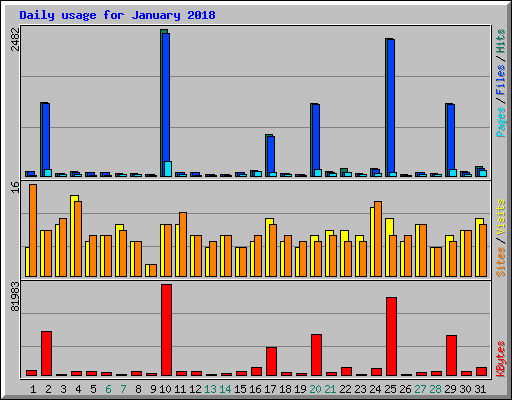 Daily usage for January 2018
2482
Pages/Files/Hits
16
Sites/Visits
81983
KBytes
1 2 3 4 5 6 7 8 9 10 11 12 13 14 15 16 17 18 19 20 21 22 23 24 25 26 27 28 29 30 31